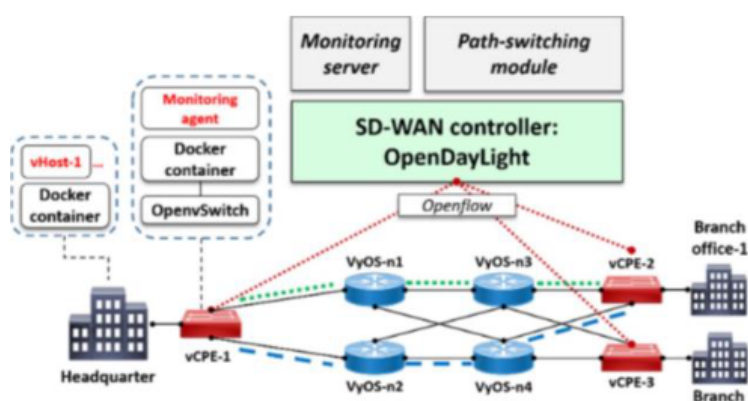 Monitoring
server
Path-switching
module
Monitoring
agent
SD-WAN controller:
OpenDayLight
vHost-1 ...
Docker
container
Docker
container
OpenvSwitch
Openflow
Branch
office-1
VyOS-n1
VyOS-n3
vCPE-2
vCPE-1
Headquarter
VyOS-n2
VyOS-n4
vCPE-3
Branch